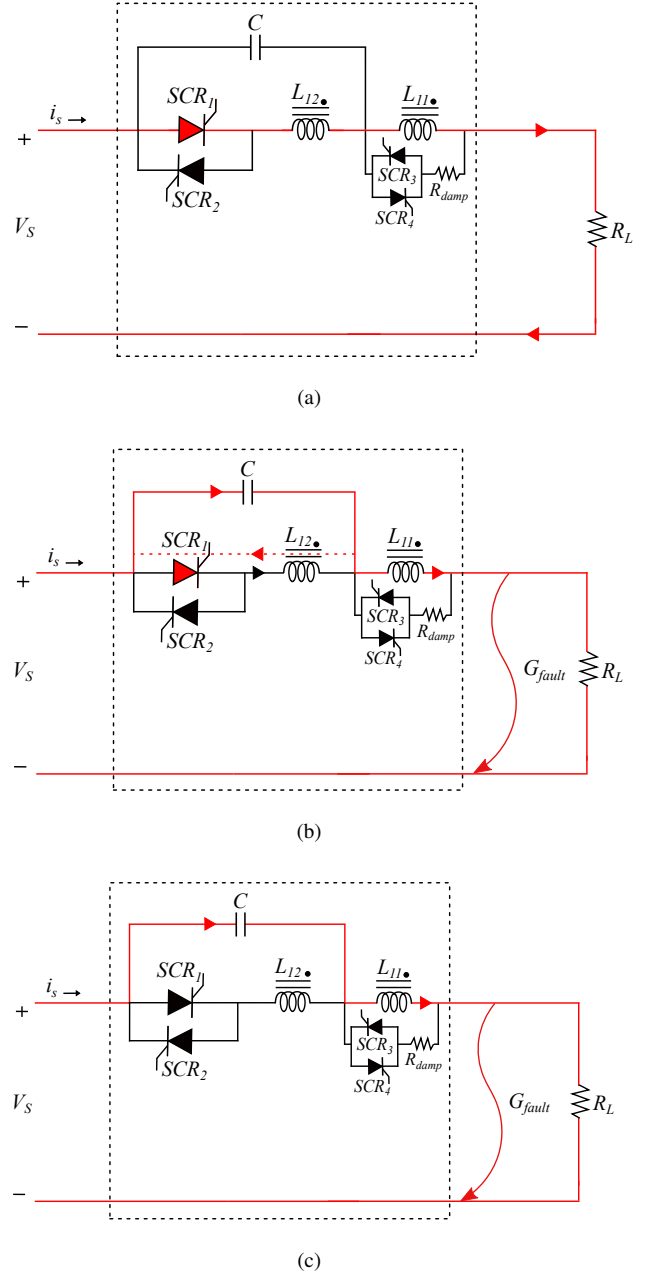 C
i_s → SCR_1 L_12 L_11
+
SCR_3 R_damp
SCR_2 SCR_4
V_S R_L
−
(a)
C
i_s → SCR_1 L_12 L_11
+
SCR_3 R_damp
SCR_2 SCR_4
V_S G_fault R_L
−
(b)
C
i_s → SCR_1 L_12 L_11
+
SCR_3 R_damp
SCR_2 SCR_4
V_S G_fault R_L
−
(c)